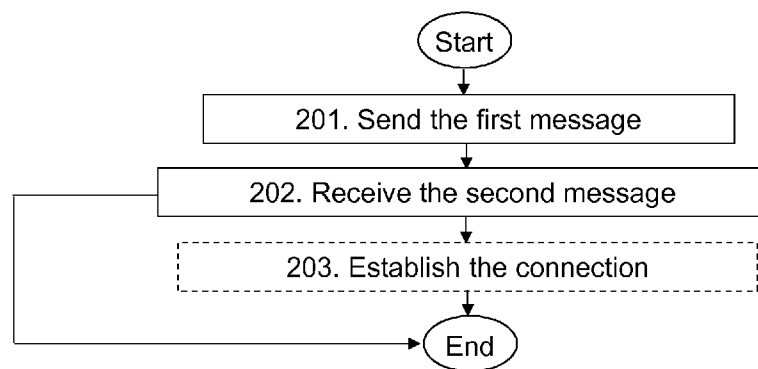 Start
201. Send the first message
202. Receive the second message
203. Establish the connection
End